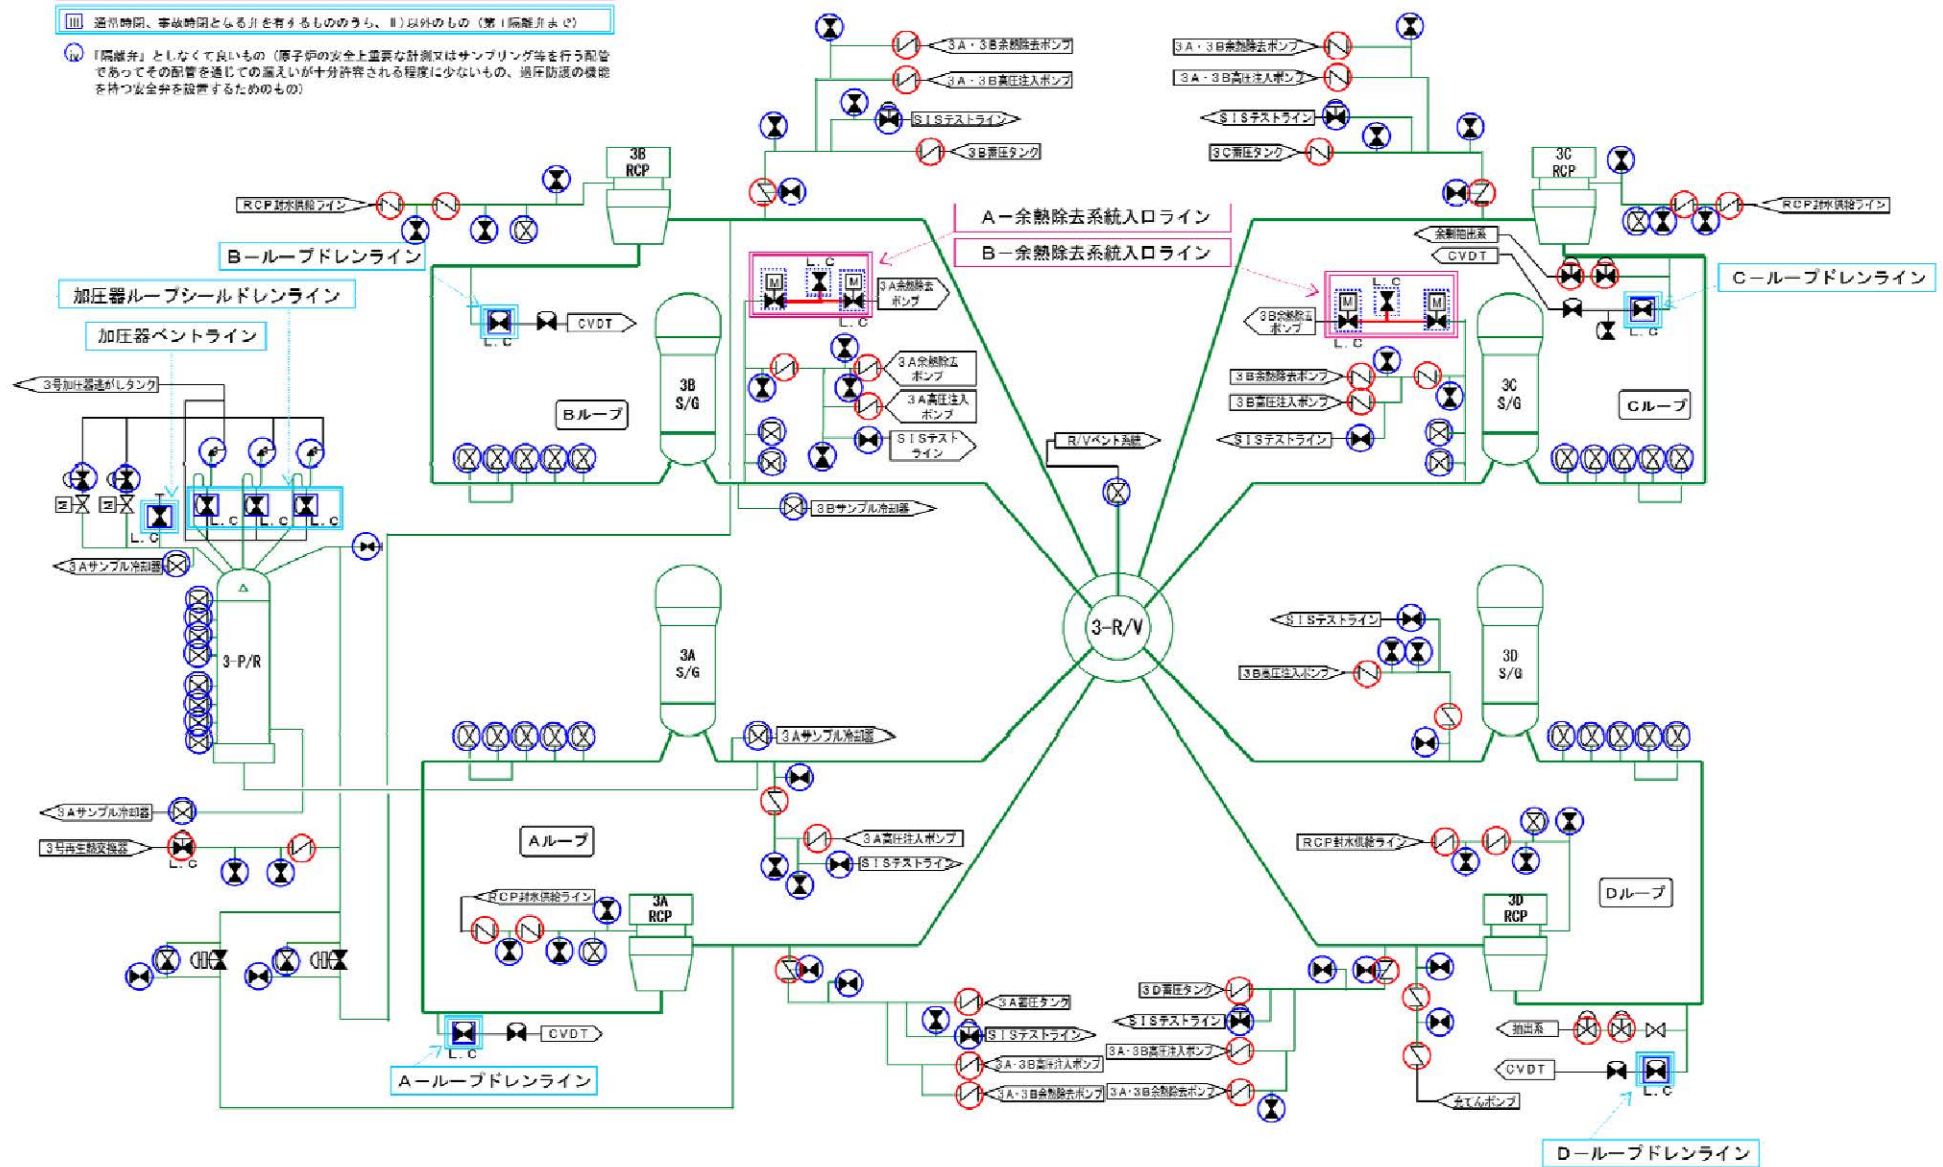 iii 通常時閉、事故時閉となる弁を有するもののうち、ii)以外のもの（第1隔離弁まで）
iv 「隔離弁」としなくて良いもの（原子炉の安全上重要な計測又はサンプリング等を行う配管
であってその配管を通じての漏えいが十分許容される程度に少ないもの、過圧防護の機能
を持つ安全弁を設置するためのもの）
3A・3B余熱除去ポンプ
3A・3B高圧注入ポンプ
SISテストライン
3B蓄圧タンク
3A・3B余熱除去ポンプ
3A・3B高圧注入ポンプ
SISテストライン
3C蓄圧タンク
3B
RCP
3C
RCP
RCP封水供給ライン
RCP封水供給ライン
A－余熱除去系統入口ライン
B－余熱除去系統入口ライン
B－ループドレンライン
余剰抽出系
CVDT
C－ループドレンライン
加圧器ループシールドレンライン
加圧器ベントライン
L.C
M
M
L.C
3A余熱除去
ポンプ
L.C
M
M
L.C
3B余熱除去
ポンプ
L.C
CVDT
L.C
3号加圧器逃がしタンク
3B
S/G
3C
S/G
Bループ
Cループ
3A余熱除去
ポンプ
3A高圧注入
ポンプ
SISテスト
ライン
3B余熱除去ポンプ
3B高圧注入ポンプ
SISテストライン
R/Vベント系統
M
M
L.C
L.C
L.C
L.C
3Bサンプル冷却器
3Aサンプル冷却器
3-P/R
3-R/V
3A
S/G
3D
S/G
SISテストライン
3B高圧注入ポンプ
3Aサンプル冷却器
3Aサンプル冷却器
3号再生熱交換器
L.C
Aループ
3A高圧注入ポンプ
SISテストライン
RCP封水供給ライン
Dループ
RCP封水供給ライン
3A
RCP
3D
RCP
3A蓄圧タンク
SISテストライン
3A・3B高圧注入ポンプ
3A・3B余熱除去ポンプ
3D蓄圧タンク
SISテストライン
3A・3B高圧注入ポンプ
3A・3B余熱除去ポンプ
CVDT
L.C
A－ループドレンライン
抽出系
CVDT
L.C
充てんポンプ
D－ループドレンライン